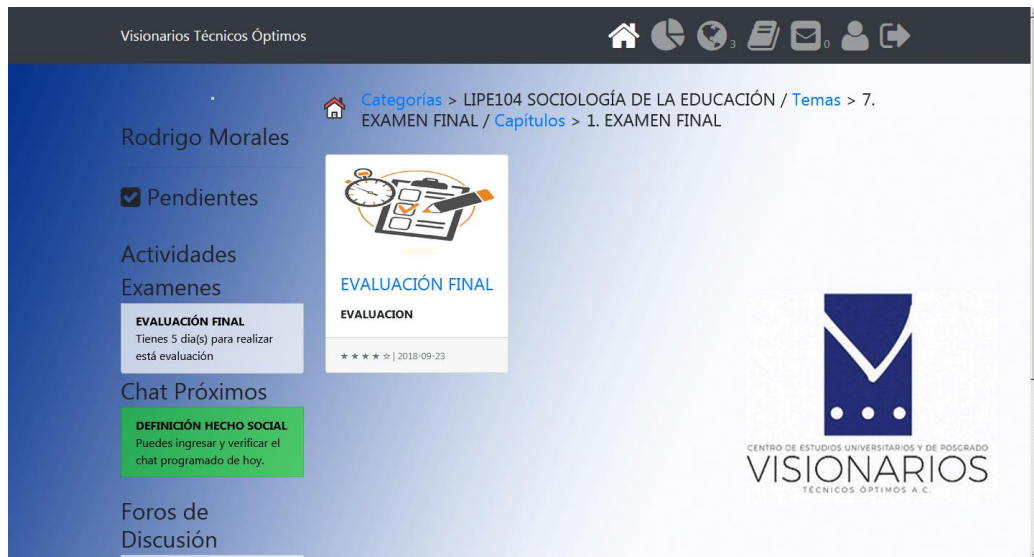 Visionarios Técnicos Óptimos
3
0
Rodrigo Morales
Pendientes
Actividades
Examenes
EVALUACIÓN FINAL
Tienes 5 dia(s) para realizar
está evaluación
Chat Próximos
DEFINICIÓN HECHO SOCIAL
Puedes ingresar y verificar el
chat programado de hoy.
Foros de
Discusión
Categorías > LIPE104 SOCIOLOGÍA DE LA EDUCACIÓN / Temas > 7.
EXAMEN FINAL / Capítulos > 1. EXAMEN FINAL
EVALUACIÓN FINAL
EVALUACION
★ ★ ★ ★ ☆ | 2018-09-23
CENTRO DE ESTUDIOS UNIVERSITARIOS Y DE POSGRADO
VISIONARIOS
TÉCNICOS ÓPTIMOS A.C.